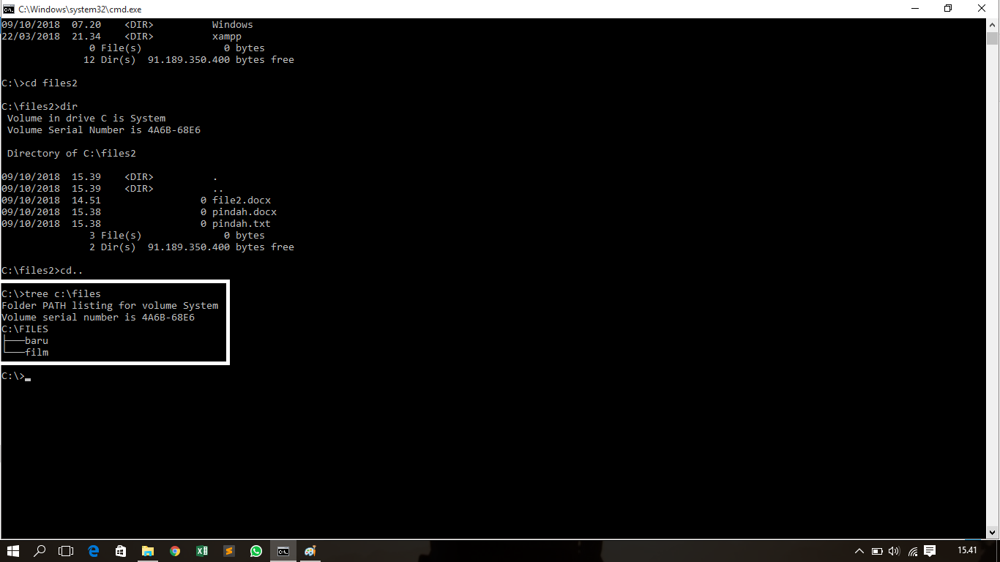 C:\Windows\system32\cmd.exe
09/10/2018  07.20    <DIR>          Windows
22/03/2018  21.34    <DIR>          xampp
               0 File(s)              0 bytes
              12 Dir(s)  91.189.350.400 bytes free
C:\>cd files2
C:\files2>dir
 Volume in drive C is System
 Volume Serial Number is 4A6B-68E6
 Directory of C:\files2
09/10/2018  15.39    <DIR>          .
09/10/2018  15.39    <DIR>          ..
09/10/2018  14.51                 0 file2.docx
09/10/2018  15.38                 0 pindah.docx
09/10/2018  15.38                 0 pindah.txt
               3 File(s)              0 bytes
               2 Dir(s)  91.189.350.400 bytes free
C:\files2>cd..
C:\>tree c:\files
Folder PATH listing for volume System
Volume serial number is 4A6B-68E6
C:\FILES
├───baru
└───film
C:\>
15.41